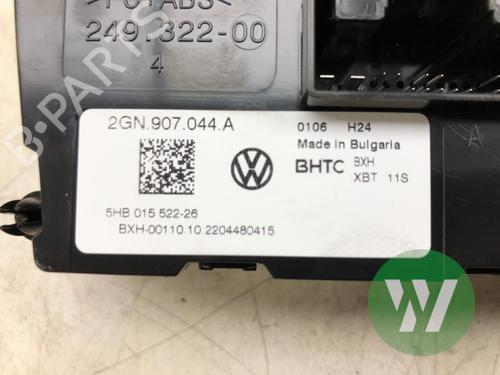 >PC+ABS<
249.322-00
4
2GN.907.044.A
0106 H24
Made in Bulgaria
BHTC BXH
XBT 11S
5HB 015 522-26
BXH-00110.10.2204480415
A
W